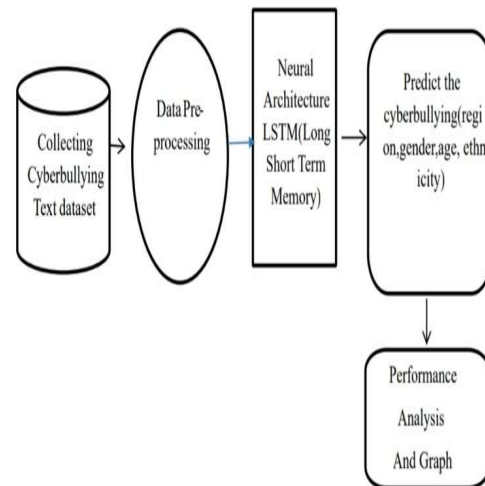 Collecting
Cyberbullying
Text dataset
Data Pre-
processing
Neural
Architecture
LSTM(Long
Short Term
Memory)
Predict the
cyberbullying(regi
on,gender,age, ethn
icity)
Performance
Analysis
And Graph